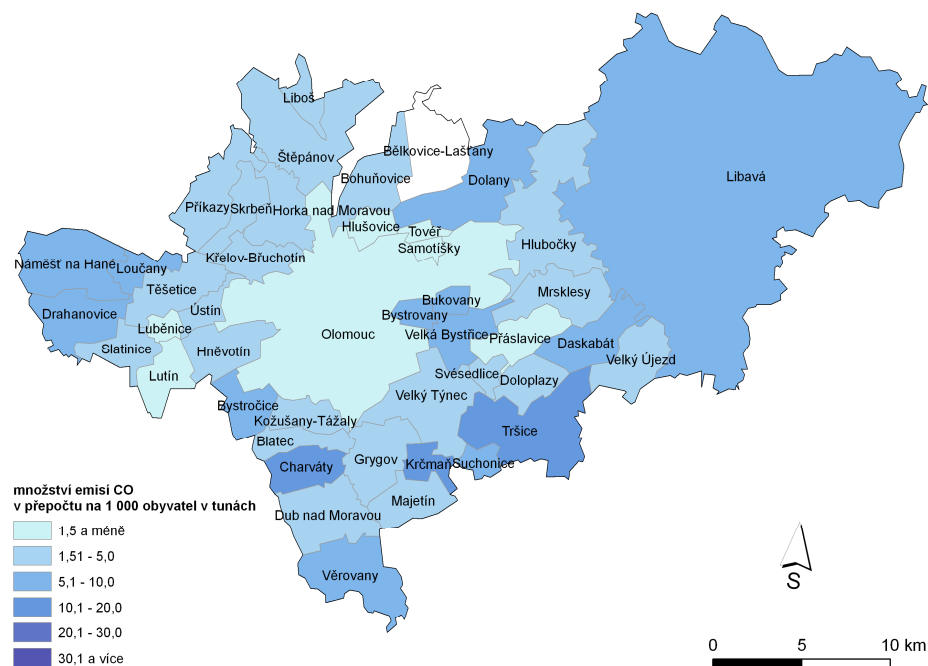 Liboš
Štěpánov
Bělkovice-Lašťany
Bohuňovice
Dolany
Libavá
Příkazy
Skrbeň
Horka nad Moravou
Hlušovice
Tovéř
Samotišky
Hlubočky
Křelov-Břuchotín
Náměšť na Hané
Loučany
Těšetice
Mrsklesy
Bukovany
Drahanovice
Ústín
Bystrovany
Luběnice
Olomouc
Velká Bystřice
Přáslavice
Daskabát
Slatinice
Hněvotín
Velký Újezd
Lutín
Svésedlice
Doloplazy
Velký Týnec
Bystročice
Kožušany-Tážaly
Tršice
Blatec
Charváty
Grygov
Krčmaň
Suchonice
Majetín
Dub nad Moravou
Věrovany
množství emisí CO
v přepočtu na 1 000 obyvatel v tunách
1,5 a méně
1,51 - 5,0
5,1 - 10,0
10,1 - 20,0
20,1 - 30,0
30,1 a více
S
0 5 10 km